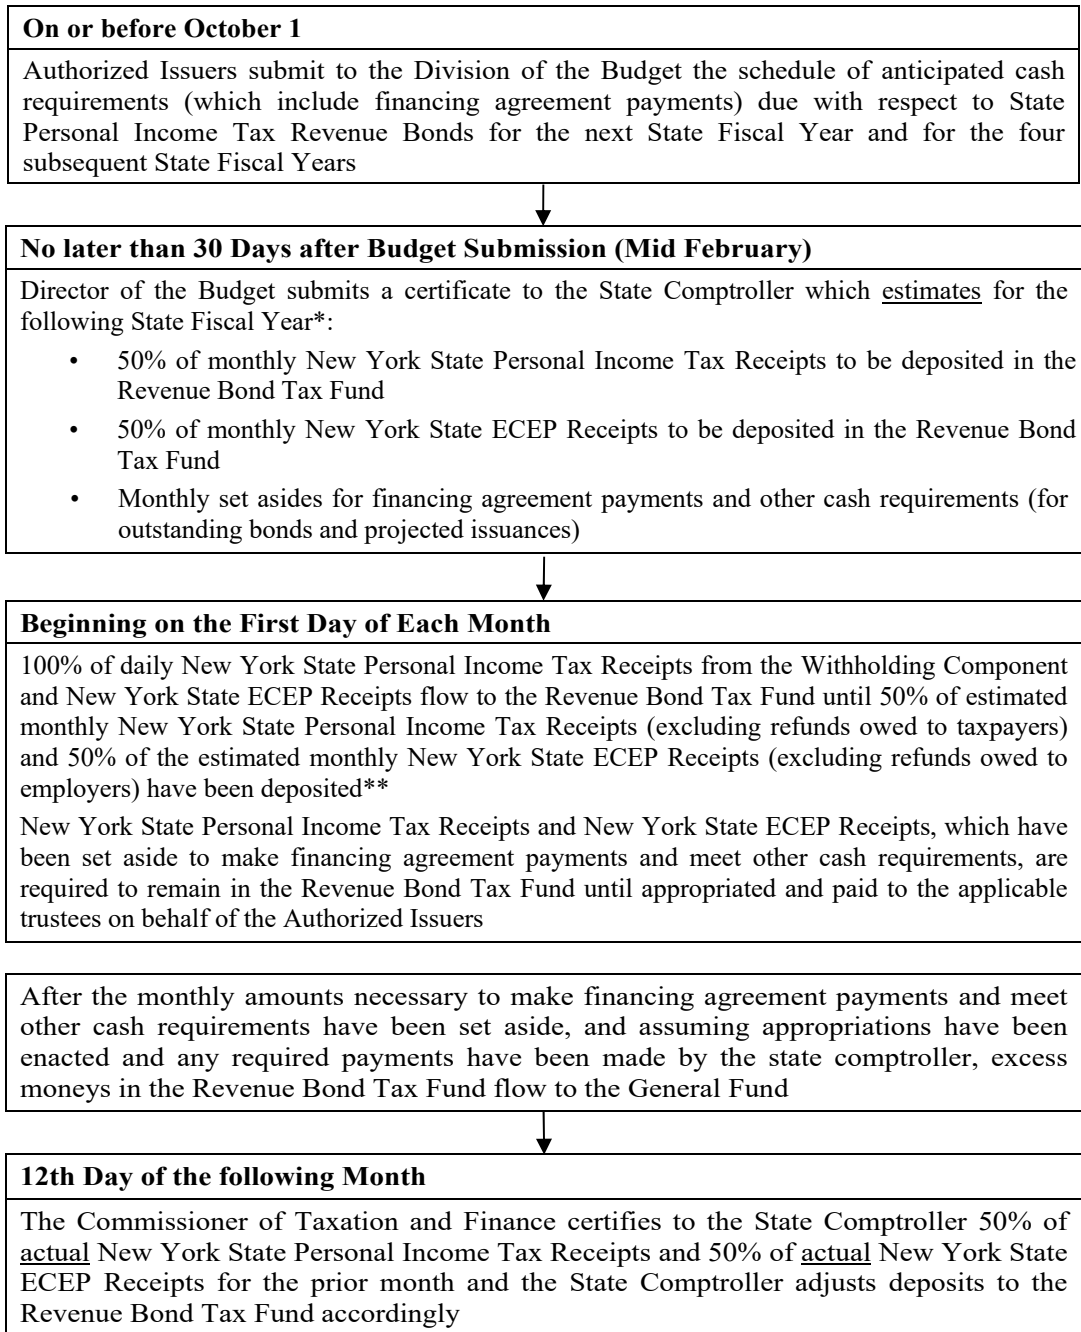 On or before October 1
Authorized Issuers submit to the Division of the Budget the schedule of anticipated cash
requirements (which include financing agreement payments) due with respect to State
Personal Income Tax Revenue Bonds for the next State Fiscal Year and for the four
subsequent State Fiscal Years
No later than 30 Days after Budget Submission (Mid February)
Director of the Budget submits a certificate to the State Comptroller which estimates for the
following State Fiscal Year*:
• 50% of monthly New York State Personal Income Tax Receipts to be deposited in the
Revenue Bond Tax Fund
• 50% of monthly New York State ECEP Receipts to be deposited in the Revenue Bond
Tax Fund
• Monthly set asides for financing agreement payments and other cash requirements (for
outstanding bonds and projected issuances)
Beginning on the First Day of Each Month
100% of daily New York State Personal Income Tax Receipts from the Withholding Component
and New York State ECEP Receipts flow to the Revenue Bond Tax Fund until 50% of estimated
monthly New York State Personal Income Tax Receipts (excluding refunds owed to taxpayers)
and 50% of the estimated monthly New York State ECEP Receipts (excluding refunds owed to
employers) have been deposited**
New York State Personal Income Tax Receipts and New York State ECEP Receipts, which have
been set aside to make financing agreement payments and meet other cash requirements, are
required to remain in the Revenue Bond Tax Fund until appropriated and paid to the applicable
trustees on behalf of the Authorized Issuers
After the monthly amounts necessary to make financing agreement payments and meet
other cash requirements have been set aside, and assuming appropriations have been
enacted and any required payments have been made by the state comptroller, excess
moneys in the Revenue Bond Tax Fund flow to the General Fund
12th Day of the following Month
The Commissioner of Taxation and Finance certifies to the State Comptroller 50% of
actual New York State Personal Income Tax Receipts and 50% of actual New York State
ECEP Receipts for the prior month and the State Comptroller adjusts deposits to the
Revenue Bond Tax Fund accordingly